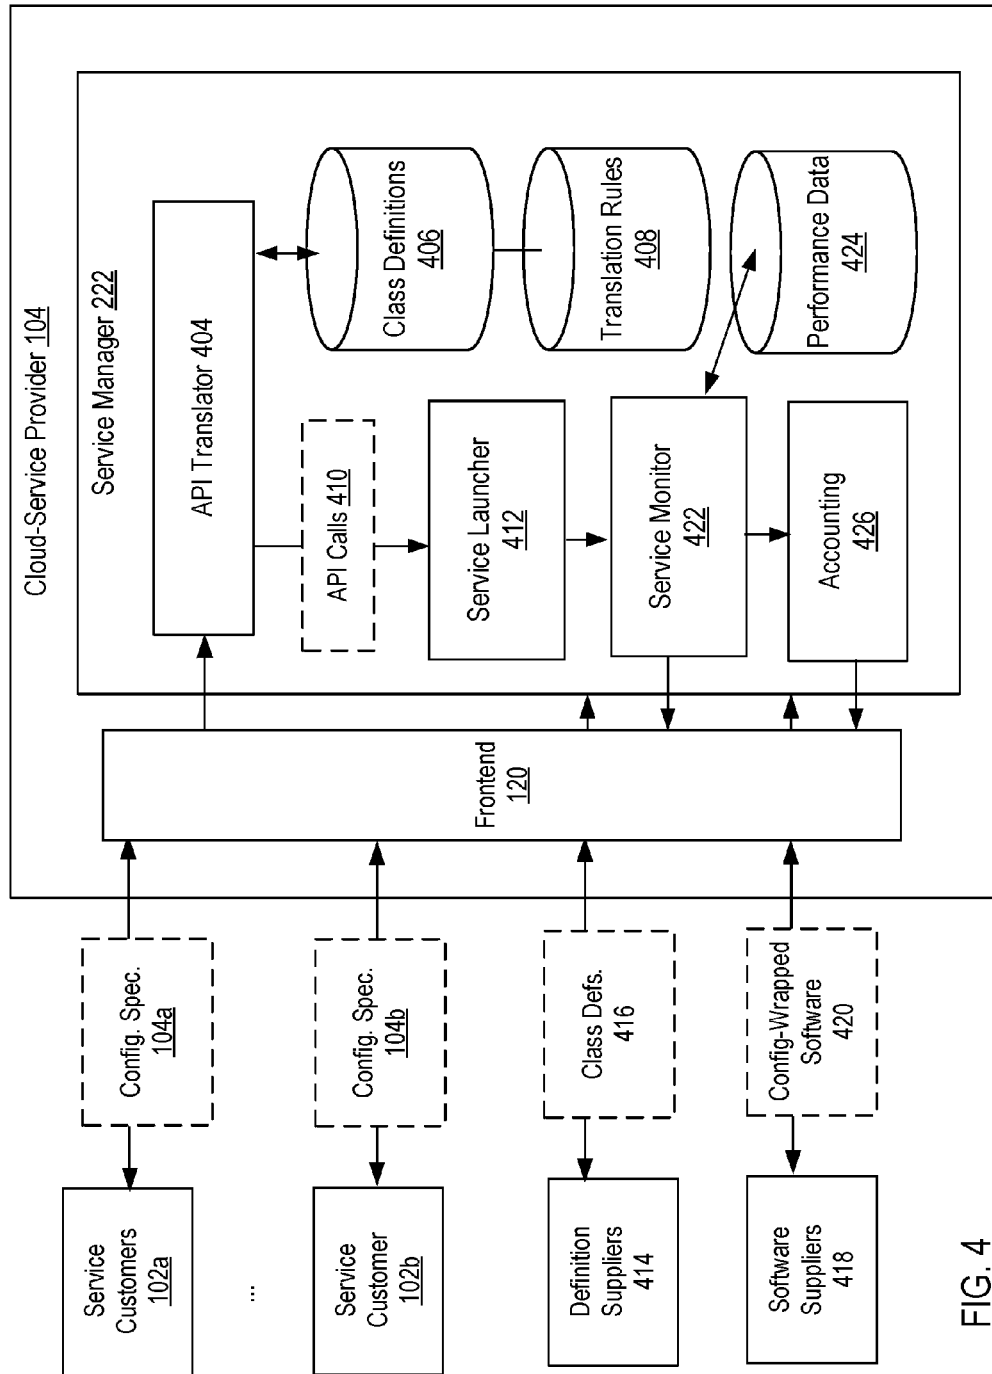 Cloud-Service Provider 104
Service Manager 222
API Translator 404
Class Definitions
406
API Calls 410
Translation Rules
408
Service Launcher
412
Performance Data
424
Service Monitor
422
Accounting
426
Frontend
120
Config. Spec.
104a
Config. Spec.
104b
Class Defs.
416
Config-Wrapped
Software
420
Service
Customers
102a
...
Service
Customer
102b
Definition
Suppliers
414
Software
Suppliers
418
FIG. 4